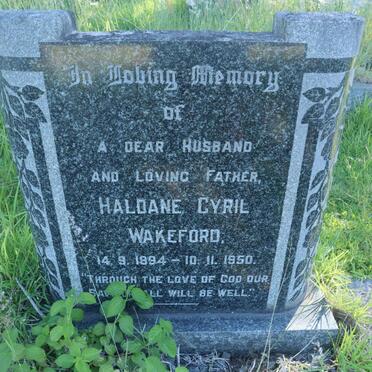 In Loving Memory
of
A DEAR HUSBAND
AND LOVING FATHER,
HALDANE CYRIL
WAKEFORD,
14.9.1894 – 10.11.1950.
"THROUGH THE LOVE OF GOD OUR
ALL WILL BE WELL."